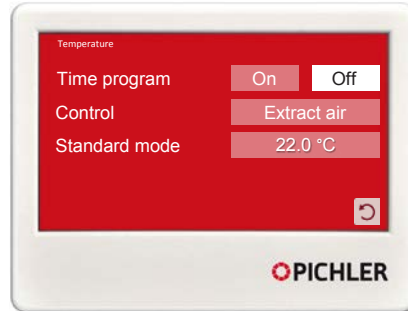 Temperature
Time program On Off
Control Extract air
Standard mode 22.0 °C
PICHLER